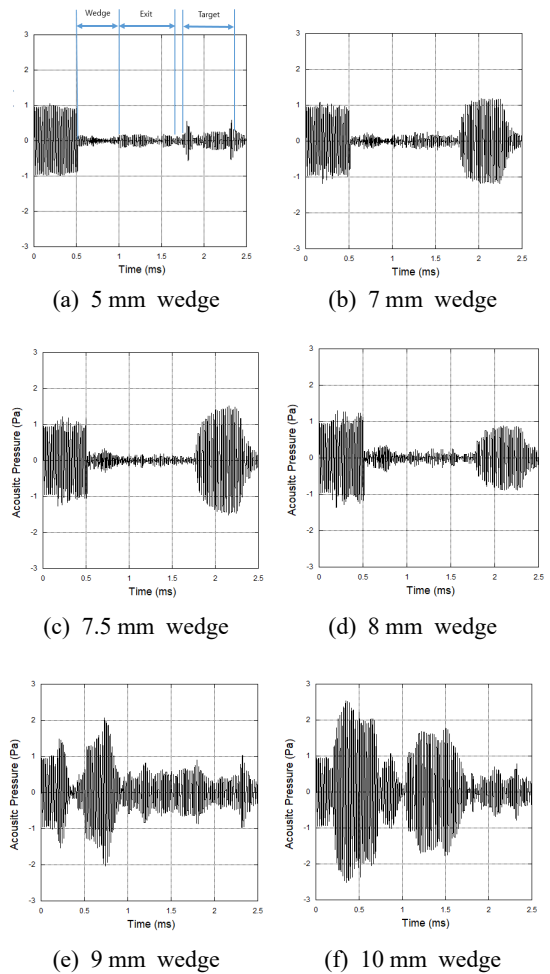 Wedge Exit Target
3
2
1
0
-1
-2
-3
0 0.5 1 1.5 2 2.5
Time (ms)
(a) 5 mm wedge
3
2
1
0
-1
-2
-3
0 0.5 1 1.5 2 2.5
Time (ms)
(b) 7 mm wedge
Acousitc Pressure (Pa)
3
2
1
0
-1
-2
-3
0 0.5 1 1.5 2 2.5
Time (ms)
(c) 7.5 mm wedge
Acousitc Pressure (Pa)
3
2
1
0
-1
-2
-3
0 0.5 1 1.5 2 2.5
Time (ms)
(d) 8 mm wedge
Acousitc Pressure (Pa)
3
2
1
0
-1
-2
-3
0 0.5 1 1.5 2 2.5
Time (ms)
(e) 9 mm wedge
Acousitc Pressure (Pa)
3
2
1
0
-1
-2
-3
0 0.5 1 1.5 2 2.5
Time (ms)
(f) 10 mm wedge